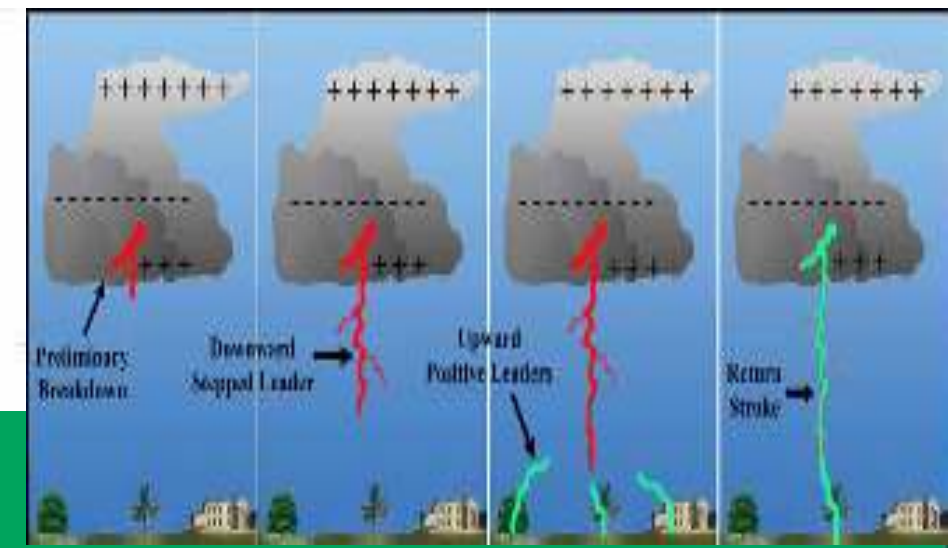 +++++++
+++++++
+++++++
+++++++
+++
+++
+++
+++
Preliminary
Breakdown
Downward
Stepped Leader
Upward
Positive Leaders
Return
Stroke